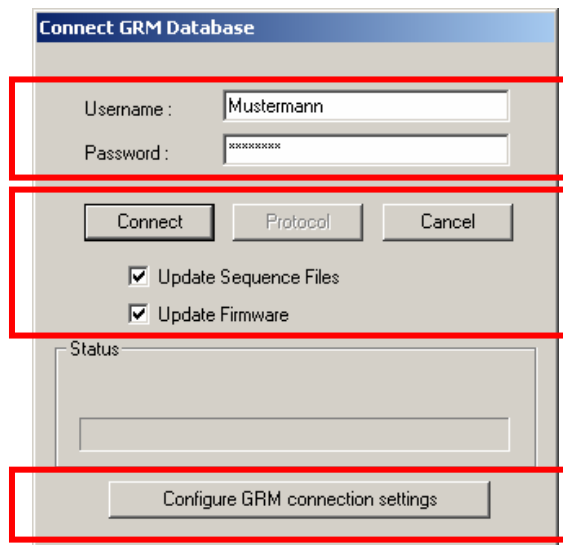 Connect GRM Database
Username : Mustermann
Password : xxxxxxxx
Connect Protocol Cancel
Update Sequence Files
Update Firmware
Status
Configure GRM connection settings